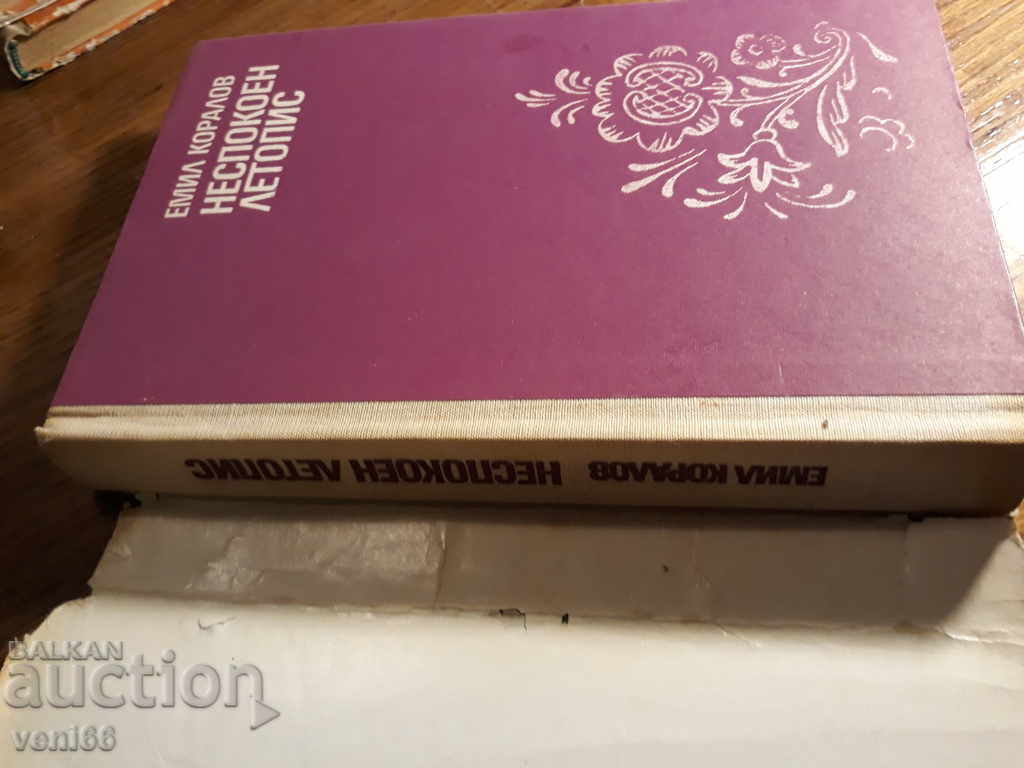 ЕМИЛ КОРАЛОВ
НЕСПОКОЕН
ЛЕТОПИС
ЕМИЛ КОРАЛОВ НЕСПОКОЕН ЛЕТОПИС
BALKAN
auction
veni66